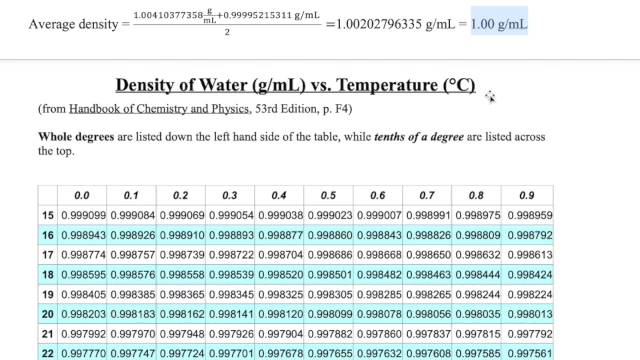 Average density = 1.00410377358 g/mL + 0.99995215311 g/mL / 2 = 1.00202796335 g/mL = 1.00 g/mL
Density of Water (g/mL) vs. Temperature (°C)
(from Handbook of Chemistry and Physics, 53rd Edition, p. F4)
Whole degrees are listed down the left hand side of the table, while tenths of a degree are listed across
the top.
0.0 0.1 0.2 0.3 0.4 0.5 0.6 0.7 0.8 0.9
15 0.999099 0.999084 0.999069 0.999054 0.999038 0.999023 0.999007 0.998991 0.998975 0.998959
16 0.998943 0.998926 0.998910 0.998893 0.998877 0.998860 0.998843 0.998826 0.998809 0.998792
17 0.998774 0.998757 0.998739 0.998722 0.998704 0.998686 0.998668 0.998650 0.998632 0.998613
18 0.998595 0.998576 0.998558 0.998539 0.998520 0.998501 0.998482 0.998463 0.998444 0.998424
19 0.998405 0.998385 0.998365 0.998345 0.998325 0.998305 0.998285 0.998265 0.998244 0.998224
20 0.998203 0.998183 0.998162 0.998141 0.998120 0.998099 0.998078 0.998056 0.998035 0.998013
21 0.997992 0.997970 0.997948 0.997926 0.997904 0.997882 0.997860 0.997837 0.997815 0.997792
22 0.997770 0.997747 0.997724 0.997701 0.997678 0.997655 0.997632 0.997608 0.997585 0.997561